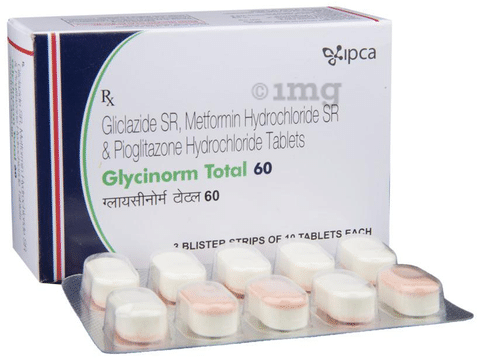 ipca
©1mg
Rx
Gliclazide SR, Metformin Hydrochloride SR
& Pioglitazone Hydrochloride Tablets
Glycinorm Total 60
ग्लायसीनोर्म टोटल 60
3 BLISTER STRIPS OF 10 TABLETS EACH